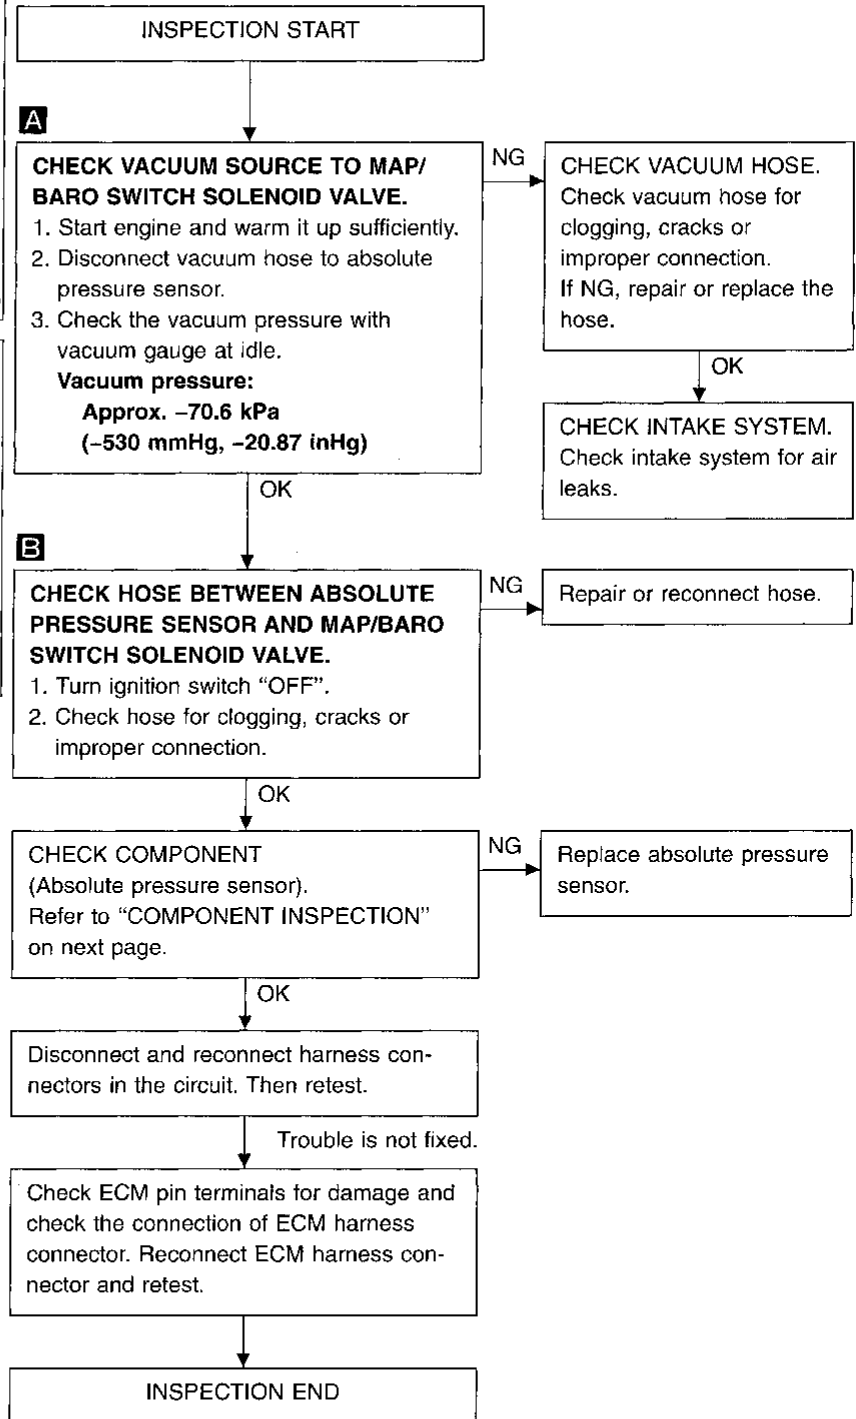 INSPECTION START
A
CHECK VACUUM SOURCE TO MAP/
BARO SWITCH SOLENOID VALVE.
1. Start engine and warm it up sufficiently.
2. Disconnect vacuum hose to absolute
pressure sensor.
3. Check the vacuum pressure with
vacuum gauge at idle.
Vacuum pressure:
Approx. –70.6 kPa
(–530 mmHg, –20.87 inHg)
NG
CHECK VACUUM HOSE.
Check vacuum hose for
clogging, cracks or
improper connection.
If NG, repair or replace the
hose.
OK
CHECK INTAKE SYSTEM.
Check intake system for air
leaks.
OK
B
CHECK HOSE BETWEEN ABSOLUTE
PRESSURE SENSOR AND MAP/BARO
SWITCH SOLENOID VALVE.
1. Turn ignition switch “OFF”.
2. Check hose for clogging, cracks or
improper connection.
NG
Repair or reconnect hose.
OK
CHECK COMPONENT
(Absolute pressure sensor).
Refer to “COMPONENT INSPECTION”
on next page.
NG
Replace absolute pressure
sensor.
OK
Disconnect and reconnect harness con-
nectors in the circuit. Then retest.
Trouble is not fixed.
Check ECM pin terminals for damage and
check the connection of ECM harness
connector. Reconnect ECM harness con-
nector and retest.
INSPECTION END